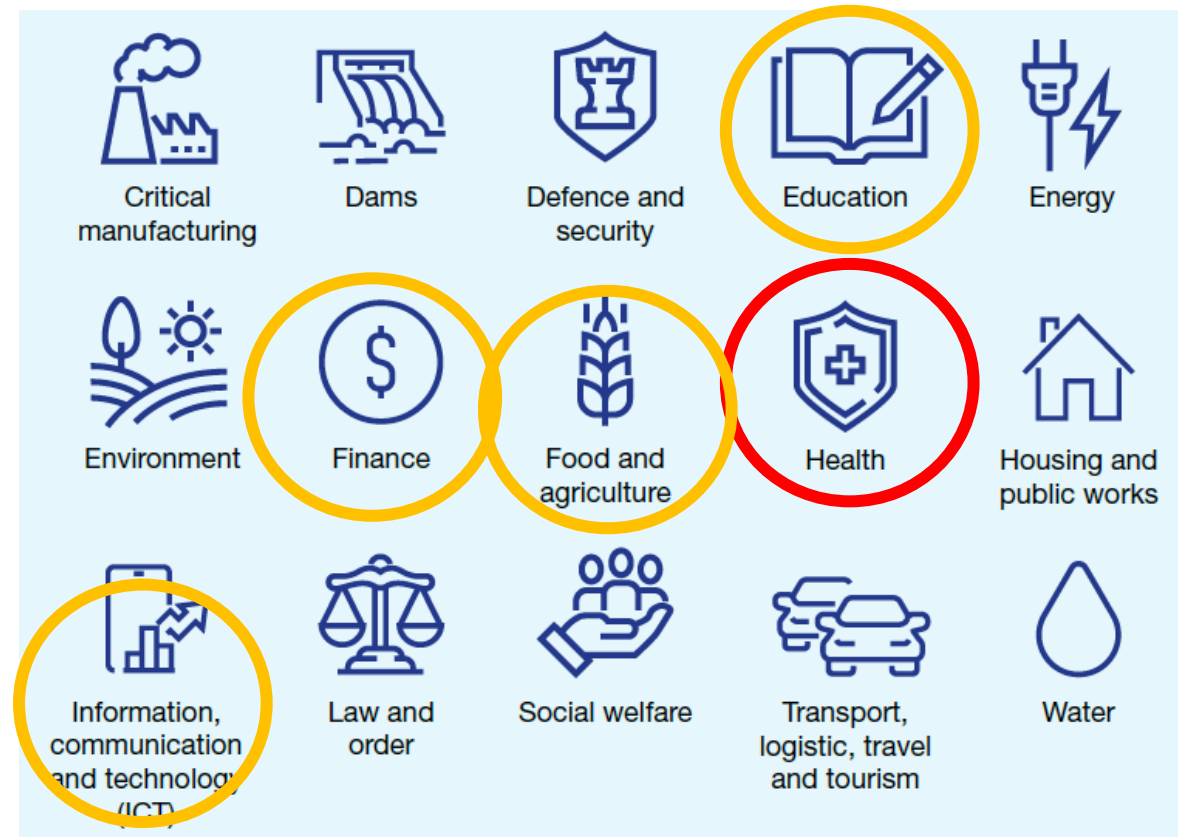 Critical
manufacturing
Dams
Defence and
security
Education
Energy
Environment
$
Finance
Food and
agriculture
Health
Housing and
public works
Information,
communication
and technology
(ICT)
Law and
order
Social welfare
Transport,
logistic, travel
and tourism
Water